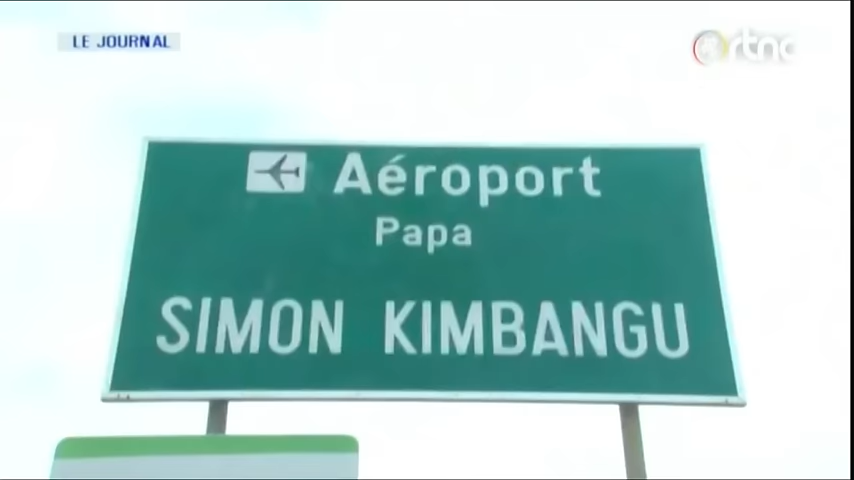 LE JOURNAL
rtnc
Aéroport
Papa
SIMON KIMBANGU